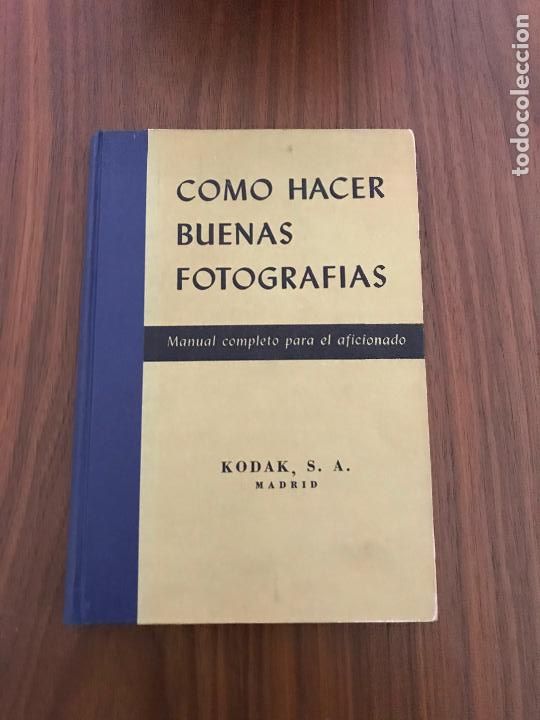 COMO HACER
BUENAS
FOTOGRAFIAS
Manual completo para el aficionado
KODAK, S. A.
MADRID
todocoleccion